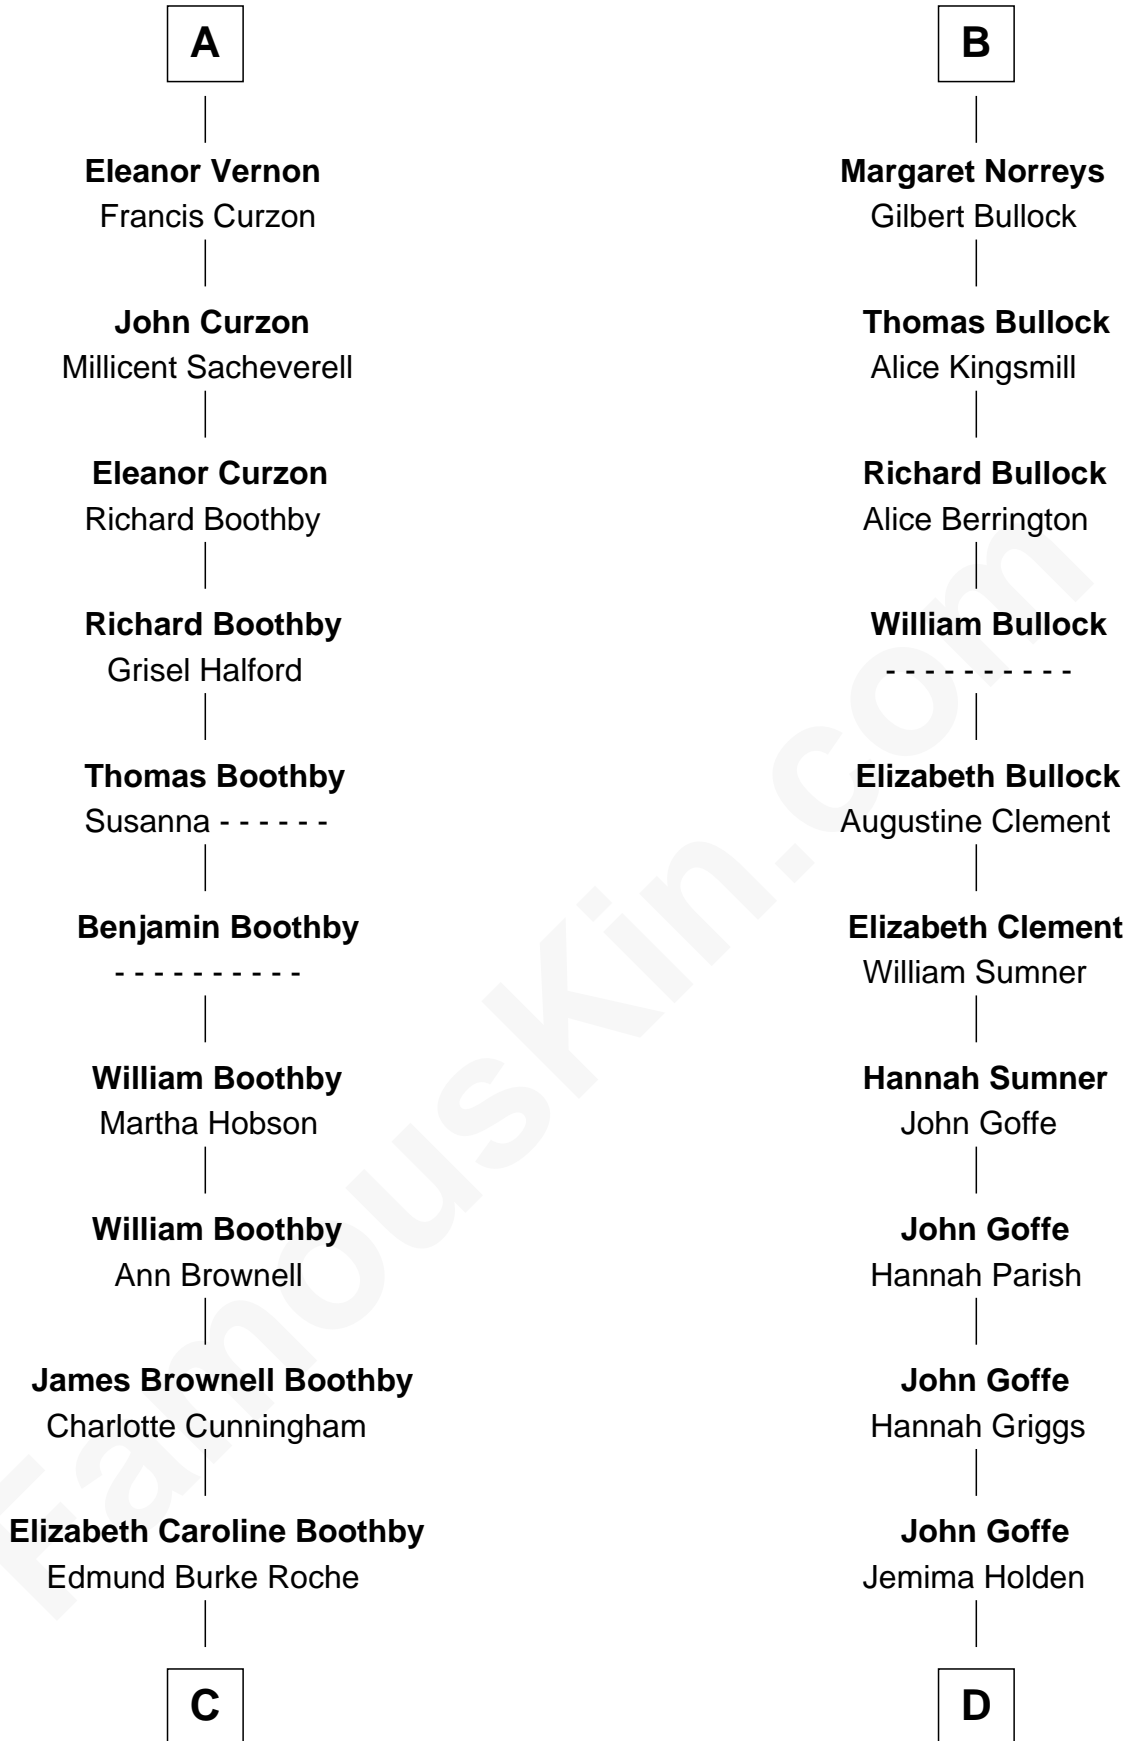 A
Eleanor Vernon
Francis Curzon
John Curzon
Millicent Sacheverell
Eleanor Curzon
Richard Boothby
Richard Boothby
Grisel Halford
Thomas Boothby
Susanna - - - - - -
Benjamin Boothby
- - - - - - - - - -
William Boothby
Martha Hobson
William Boothby
Ann Brownell
James Brownell Boothby
Charlotte Cunningham
Elizabeth Caroline Boothby
Edmund Burke Roche
C
B
Margaret Norreys
Gilbert Bullock
Thomas Bullock
Alice Kingsmill
Richard Bullock
Alice Berrington
William Bullock
- - - - - - - - - -
Elizabeth Bullock
Augustine Clement
Elizabeth Clement
William Sumner
Hannah Sumner
John Goffe
John Goffe
Hannah Parish
John Goffe
Hannah Griggs
John Goffe
Jemima Holden
D
FamousKin.com